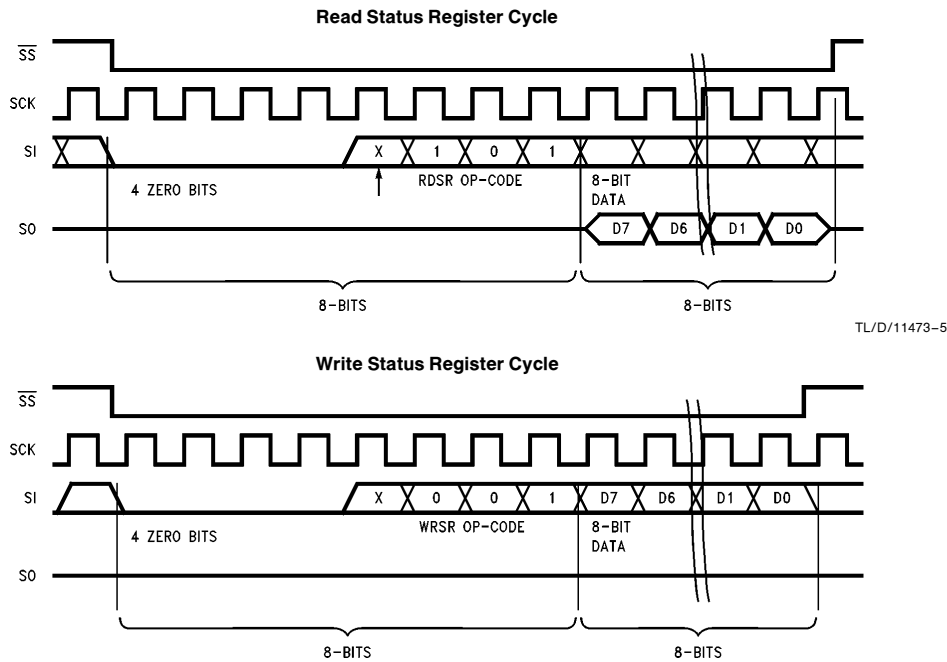 Read Status Register Cycle
SS
SCK
SI
X 1 0 1
4 ZERO BITS
RDSR OP-CODE
8-BIT
DATA
SO
D7 D6 D1 D0
8-BITS 8-BITS
TL/D/11473–5
Write Status Register Cycle
SS
SCK
SI
X 0 0 1 D7 D6 D1 D0
4 ZERO BITS
WRSR OP-CODE
8-BIT
DATA
SO
8-BITS 8-BITS